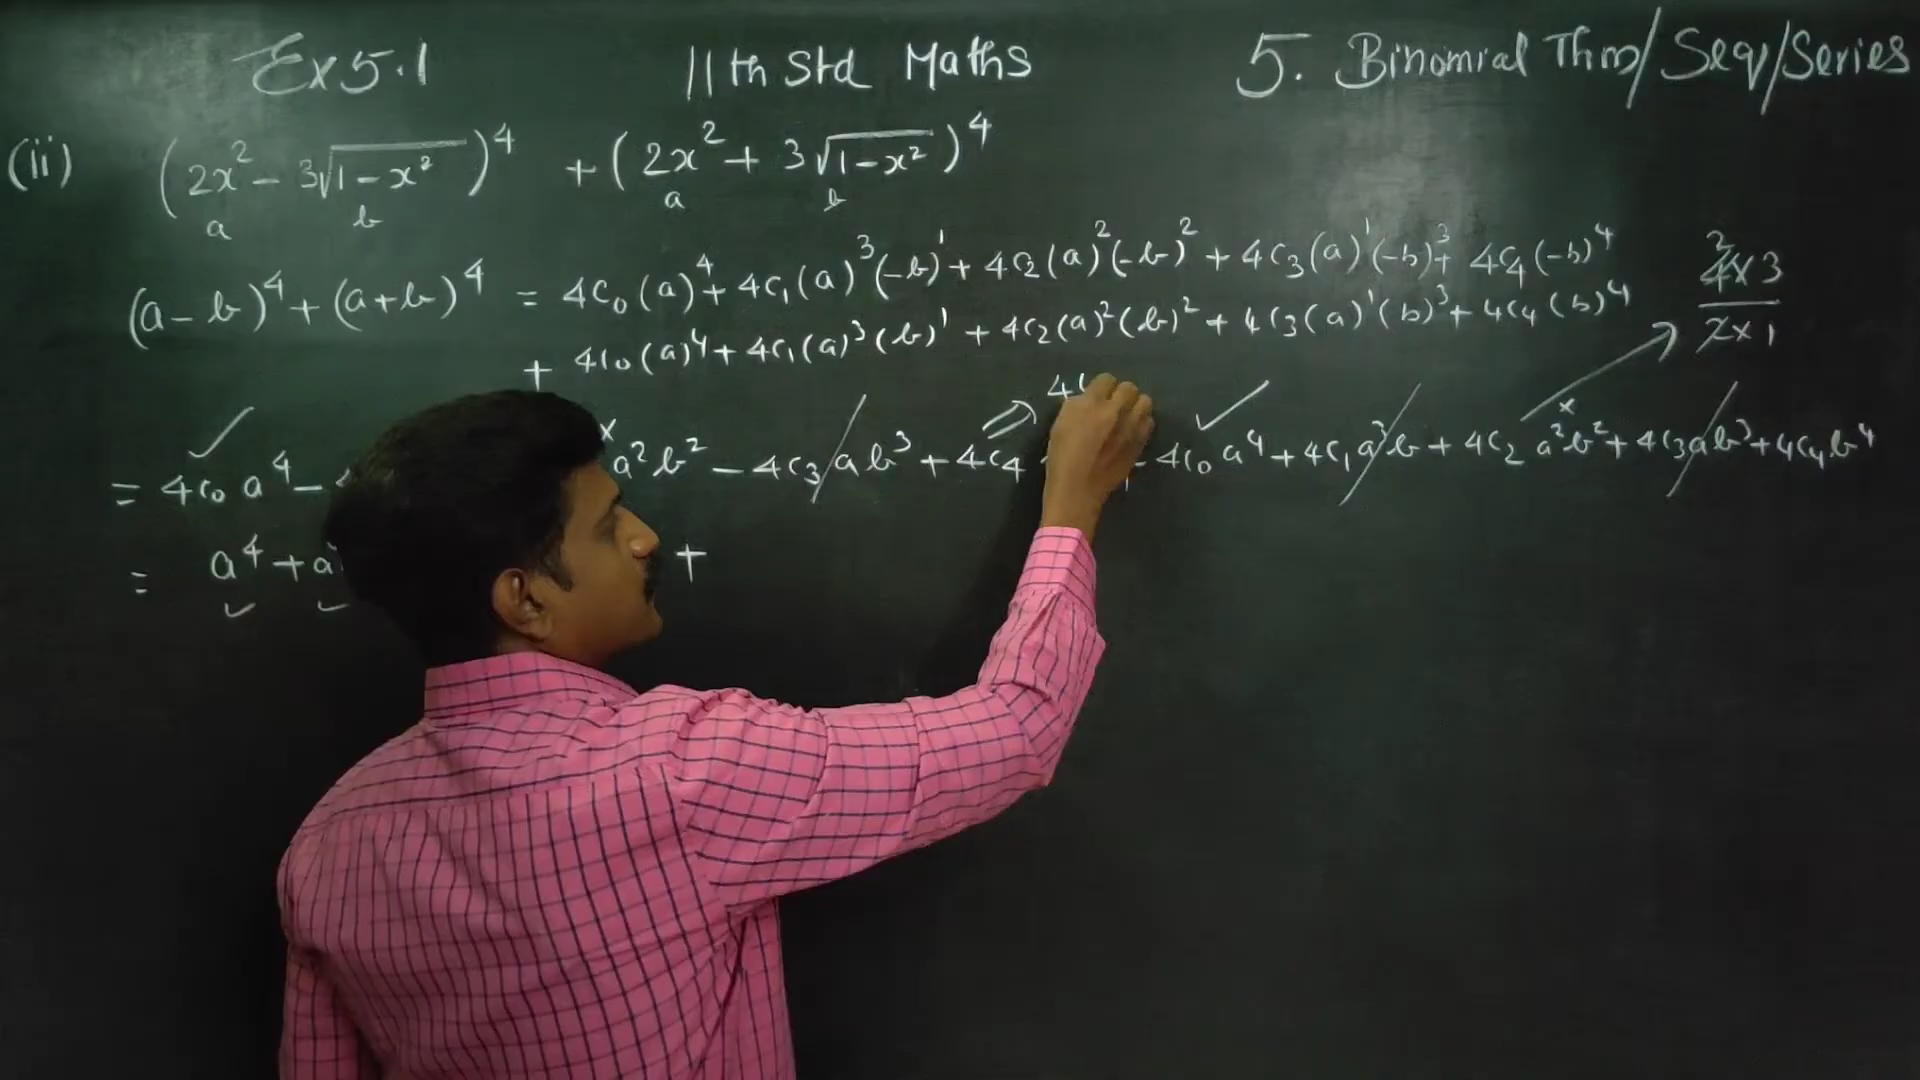 Ex 5.1 11th Std Maths 5. Binomial Thm/Seq/Series
(ii) (2x² - 3√(1-x²))⁴ + (2x² + 3√(1-x²))⁴
a b a b
(a-b)⁴ + (a+b)⁴ = 4C₀(a)⁴ + 4C₁(a)³(-b)¹ + 4C₂(a)²(-b)² + 4C₃(a)¹(-b)³ + 4C₄(-b)⁴
+ 4C₀(a)⁴ + 4C₁(a)³(b)¹ + 4C₂(a)²(b)² + 4C₃(a)¹(b)³ + 4C₄(b)⁴
2
4x3
2x1
= 4C₀a⁴ - a²b² - 4C₃ab³ + 4C₄ 4C₀a⁴ + 4C₁a³b + 4C₂a²b² + 4C₃ab³ + 4C₄b⁴
= a⁴ + a +